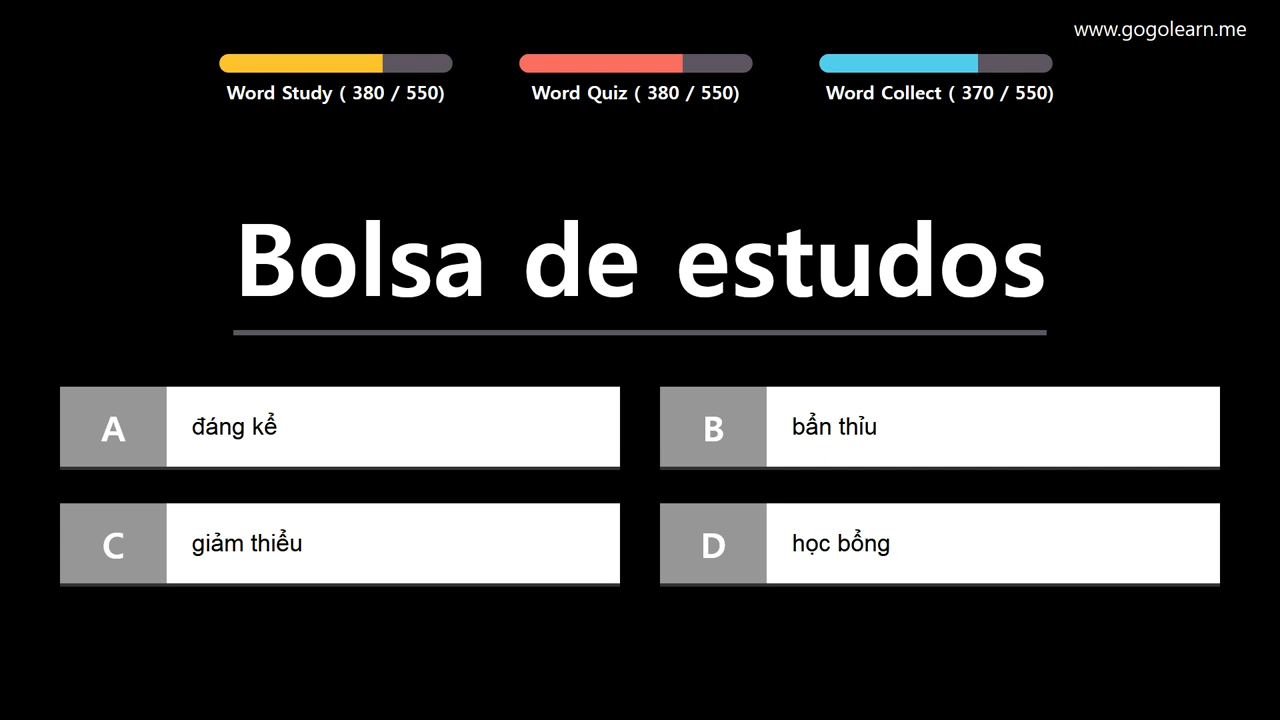 www.gogolearn.me
Word Study ( 380 / 550)
Word Quiz ( 380 / 550)
Word Collect ( 370 / 550)
Bolsa de estudos
A
đáng kể
B
bẩn thỉu
C
giảm thiểu
D
học bổng